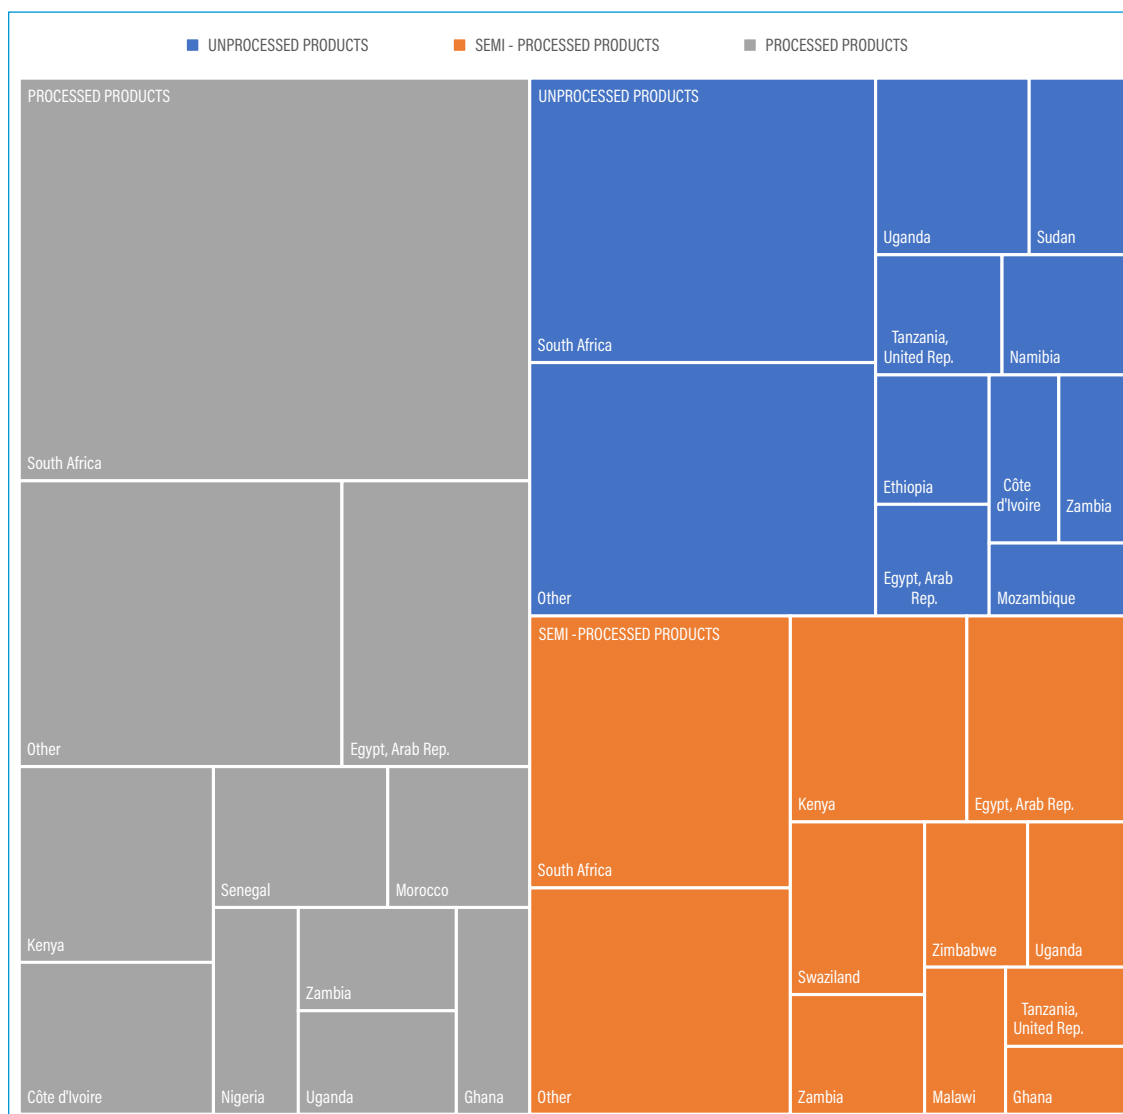 UNPROCESSED PRODUCTS
SEMI - PROCESSED PRODUCTS
PROCESSED PRODUCTS
PROCESSED PRODUCTS
South Africa
Other
Egypt, Arab Rep.
Kenya
Côte d'Ivoire
Senegal
Morocco
Nigeria
Zambia
Uganda
Ghana
UNPROCESSED PRODUCTS
South Africa
Other
Uganda
Sudan
Tanzania,
United Rep.
Namibia
Ethiopia
Côte
d'Ivoire
Zambia
Egypt, Arab
Rep.
Mozambique
SEMI - PROCESSED PRODUCTS
South Africa
Other
Kenya
Egypt, Arab Rep.
Swaziland
Zimbabwe
Uganda
Zambia
Malawi
Tanzania,
United Rep.
Ghana